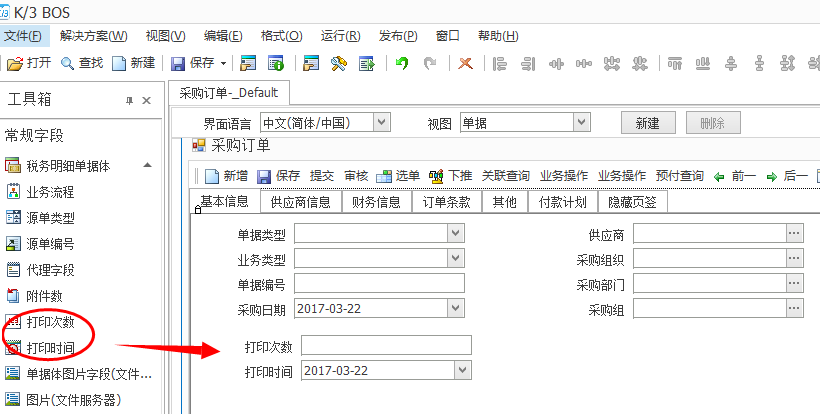 K/3 K/3 BOS
文件(F) 解决方案(W) 视图(V) 编辑(E) 格式(O) 运行(R) 发布(P) 窗口 帮助(H)
打开 查找 新建 保存
工具箱
采购订单-_Default
常规字段
界面语言 中文(简体/中国) 视图 单据 新建 删除
采购订单
税务明细单据体
业务流程
源单类型
源单编号
代理字段
附件数
打印次数
打印时间
单据体图片字段(文件...
图片(文件服务器)
新增 保存 提交 审核 选单 下推 关联查询 业务操作 业务操作 预付查询 前一 后一
基本信息 供应商信息 财务信息 订单条款 其他 付款计划 隐藏页签
单据类型 供应商 ...
业务类型 采购组织 ...
单据编号 采购部门 ...
采购日期 2017-03-22 采购组 ...
打印次数
打印时间 2017-03-22